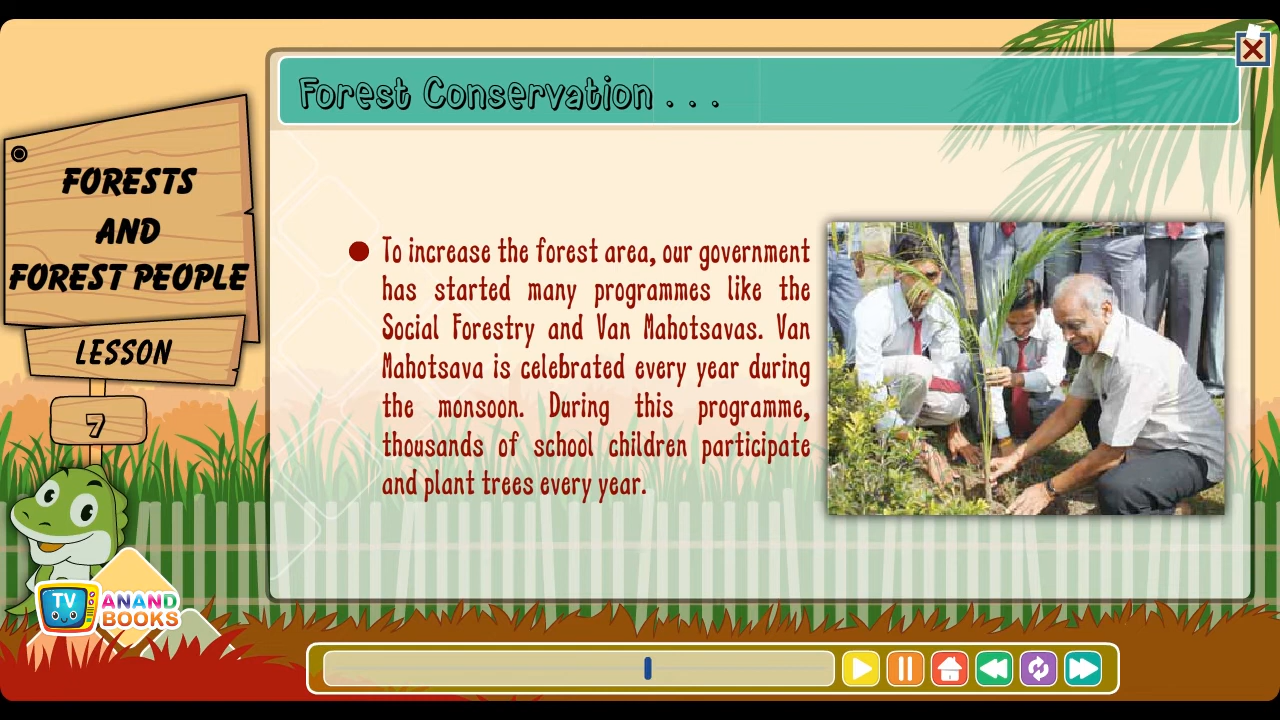 Forest Conservation . . .
FORESTS
AND
FOREST PEOPLE
LESSON
7
To increase the forest area, our government
has started many programmes like the
Social Forestry and Van Mahotsavas. Van
Mahotsava is celebrated every year during
the monsoon. During this programme,
thousands of school children participate
and plant trees every year.
TV
ANAND
BOOKS